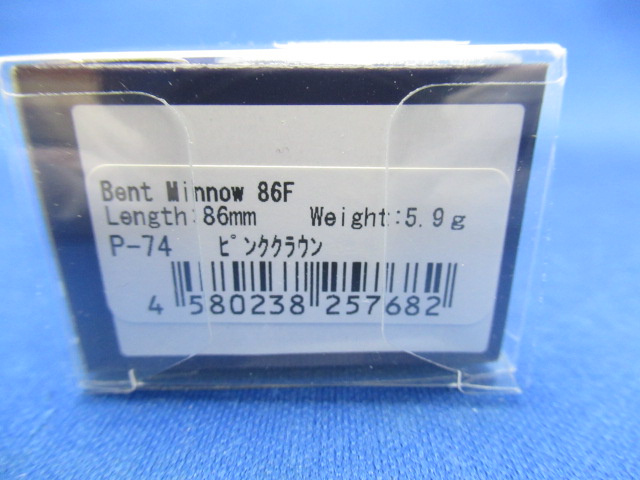 Bent Minnow 86F
Length:86mm Weight:5.9g
P-74 ﾋﾟﾝｸｸﾗｳﾝ
4 580238 257682